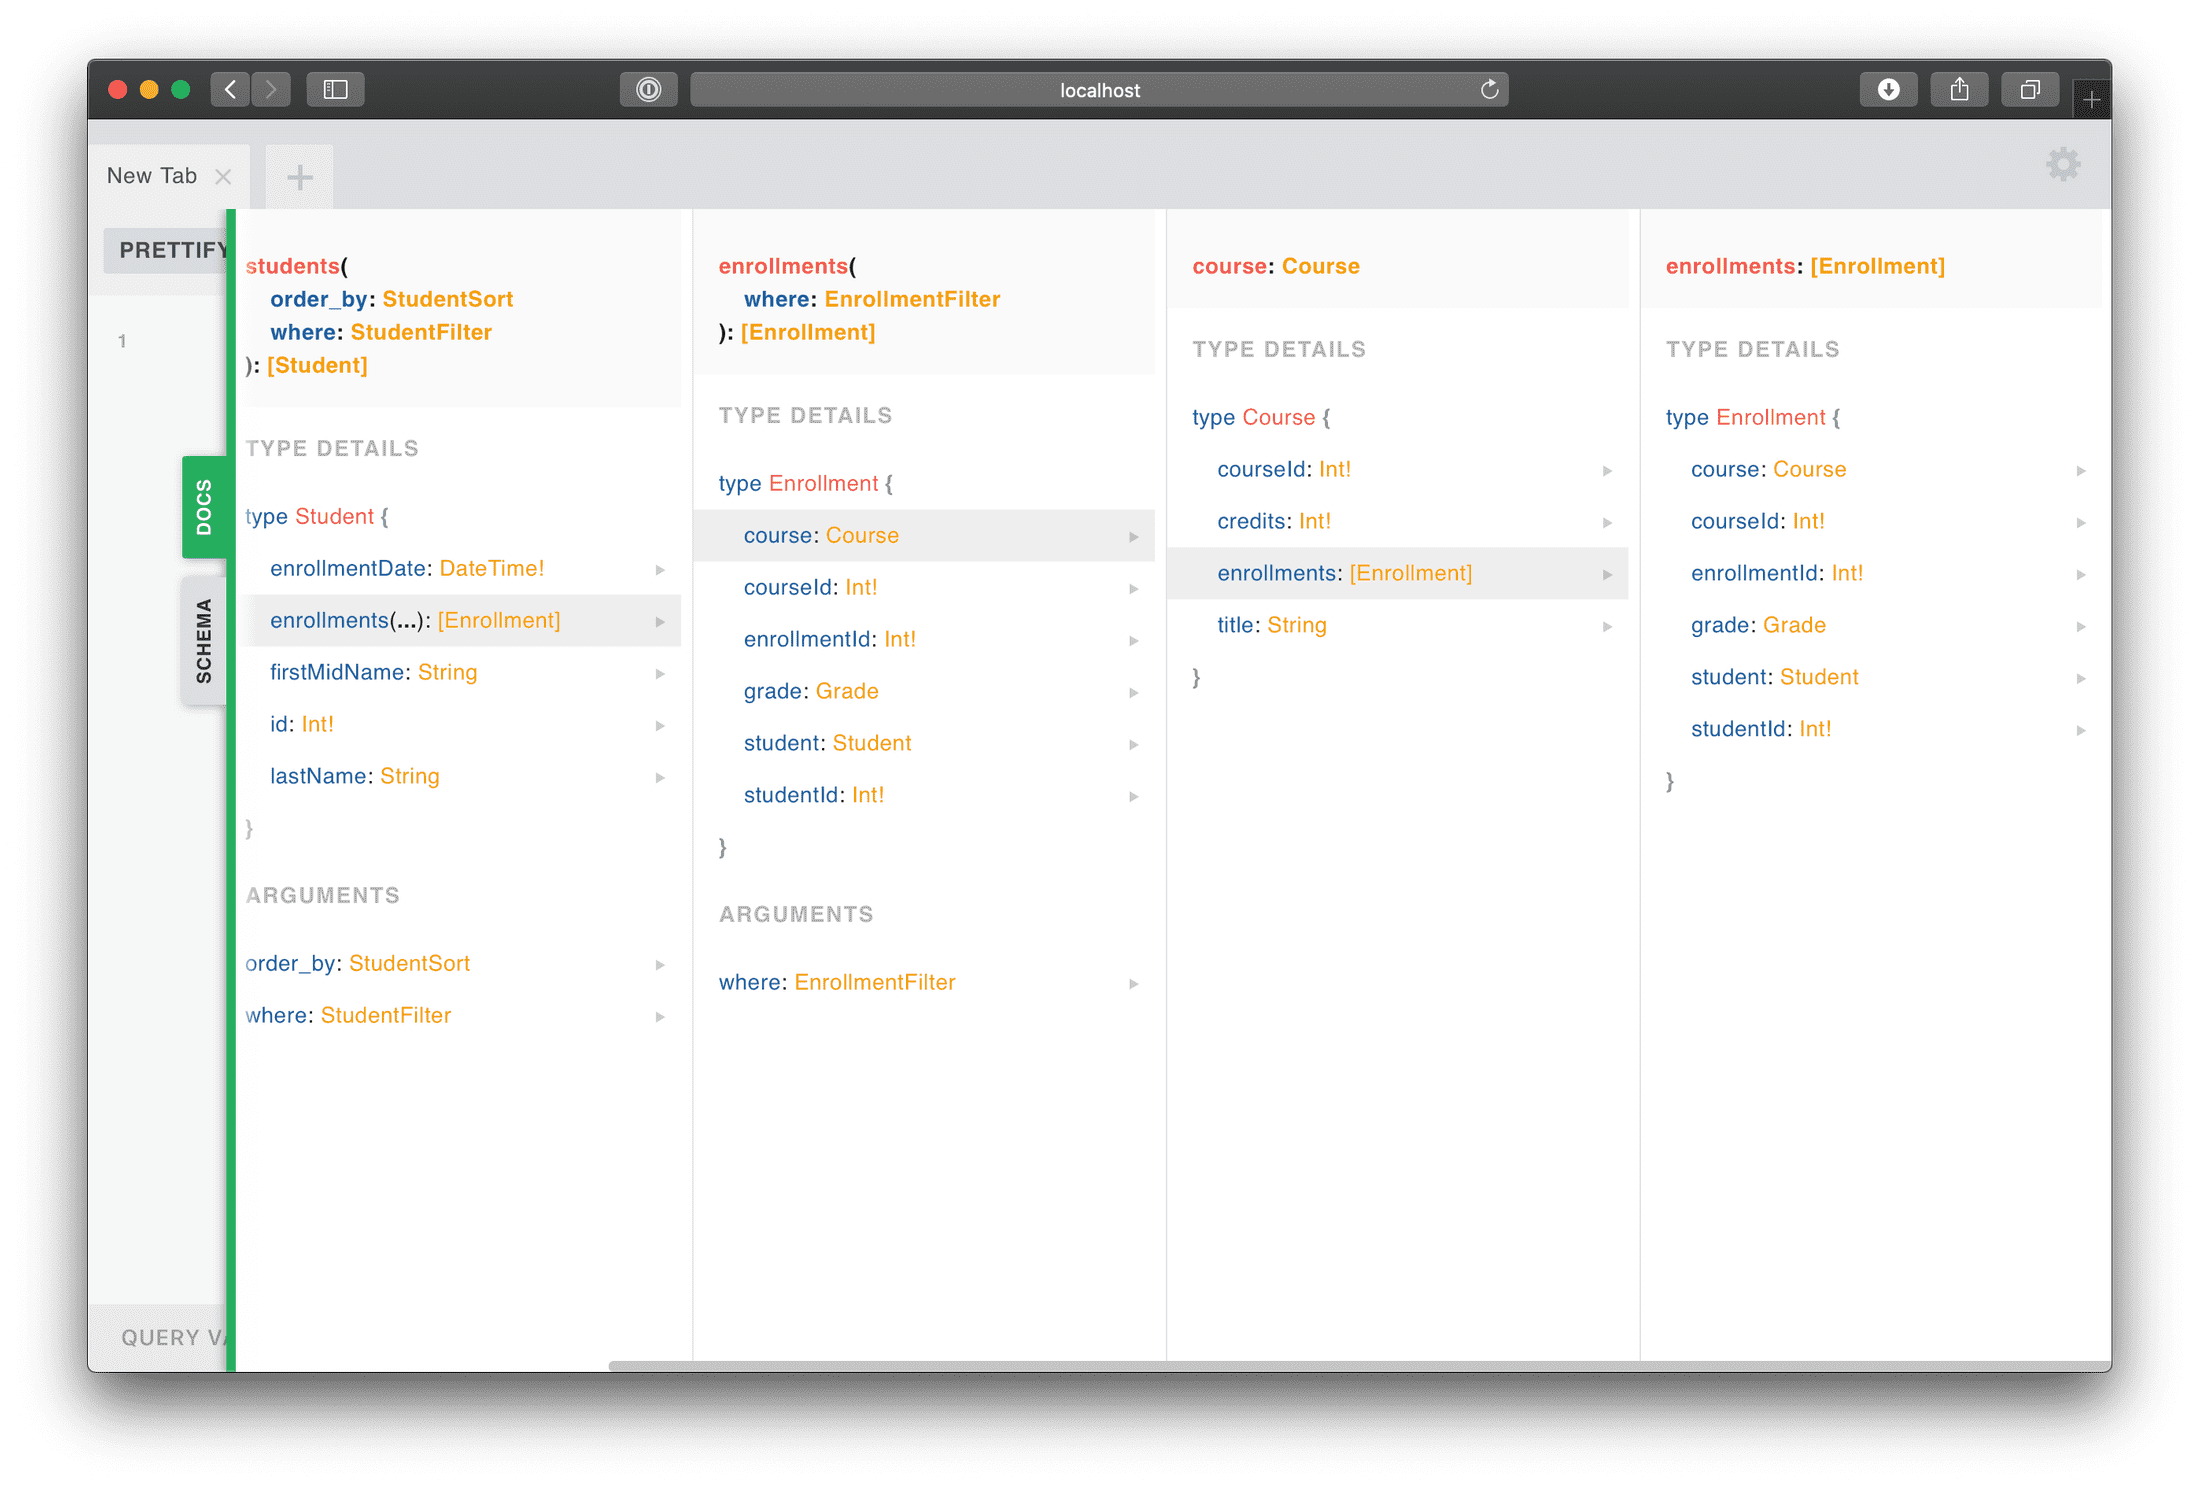 localhost
New Tab
PRETTIFY
1
DOCS
SCHEMA
students(
order_by: StudentSort
where: StudentFilter
): [Student]
TYPE DETAILS
type Student {
enrollmentDate: DateTime!
enrollments(...): [Enrollment]
firstMidName: String
id: Int!
lastName: String
}
ARGUMENTS
order_by: StudentSort
where: StudentFilter
enrollments(
where: EnrollmentFilter
): [Enrollment]
TYPE DETAILS
type Enrollment {
course: Course
courseId: Int!
enrollmentId: Int!
grade: Grade
student: Student
studentId: Int!
}
ARGUMENTS
where: EnrollmentFilter
course: Course
TYPE DETAILS
type Course {
courseId: Int!
credits: Int!
enrollments: [Enrollment]
title: String
}
enrollments: [Enrollment]
TYPE DETAILS
type Enrollment {
course: Course
courseId: Int!
enrollmentId: Int!
grade: Grade
student: Student
studentId: Int!
}
QUERY